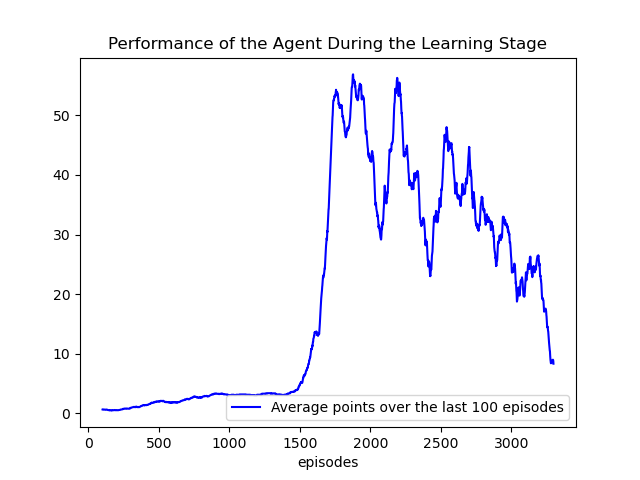 Performance of the Agent During the Learning Stage
50
40
30
20
10
0
Average points over the last 100 episodes
0 500 1000 1500 2000 2500 3000
episodes